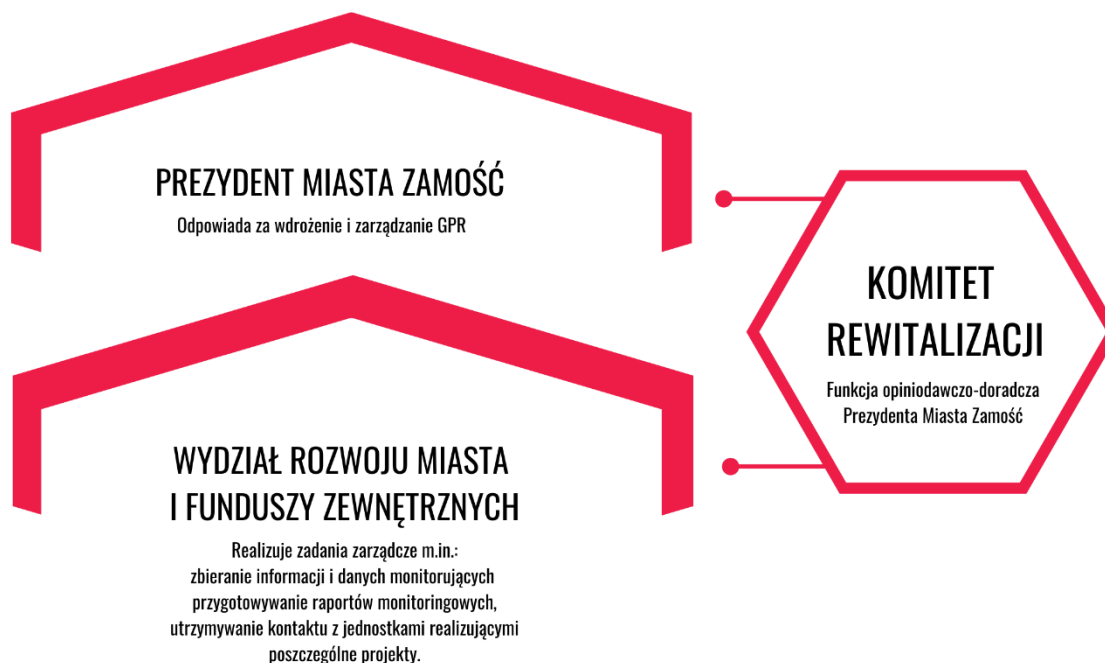 PREZYDENT MIASTA ZAMOŚĆ
Odpowiada za wdrożenie i zarządzanie GPR
WYDZIAŁ ROZWOJU MIASTA
I FUNDUSZY ZEWNĘTRZNYCH
Realizuje zadania zarządcze m.in.:
zbieranie informacji i danych monitorujących
przygotowywanie raportów monitoringowych,
utrzymywanie kontaktu z jednostkami realizującymi
poszczególne projekty.
KOMITET
REWITALIZACJI
Funkcja opiniodawczo-doradcza
Prezydenta Miasta Zamość